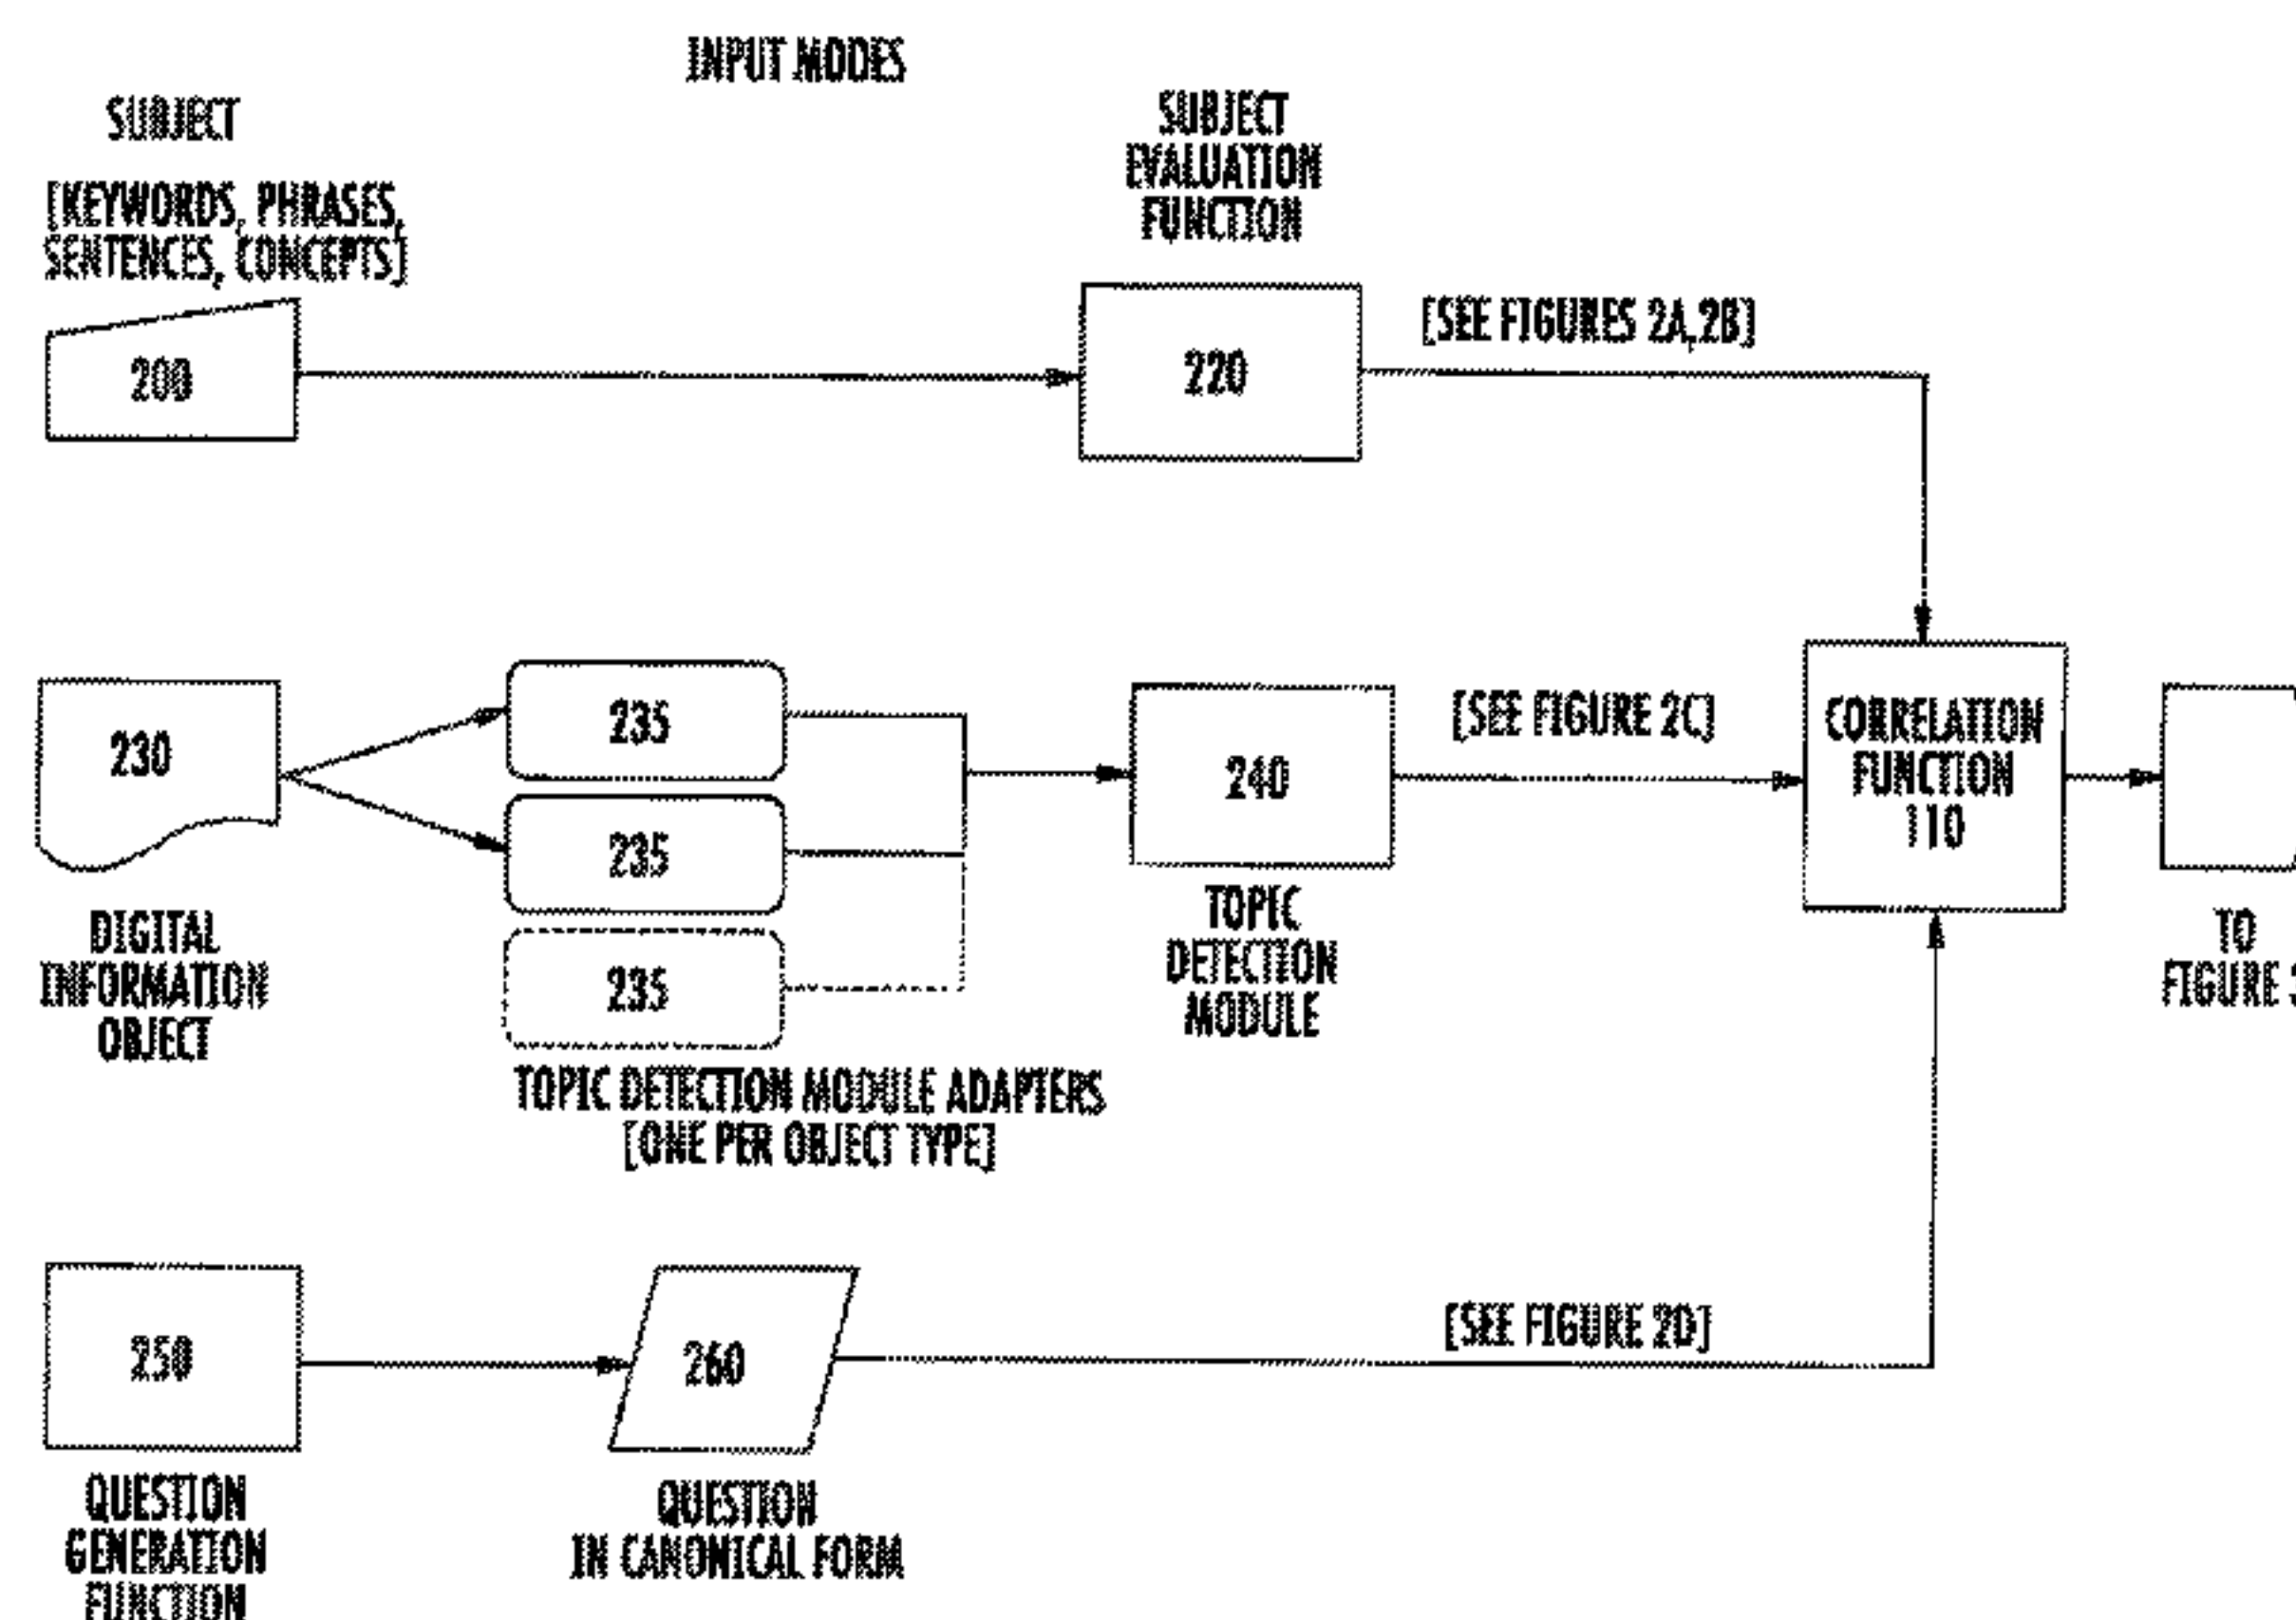 INPUT MODES
SUBJECT
[KEYWORDS, PHRASES,
SENTENCES, CONCEPTS]
200
SUBJECT
EVALUATION
FUNCTION
220
[SEE FIGURES 2A,2B]
230
DIGITAL
INFORMATION
OBJECT
235
235
235
TOPIC DETECTION MODULE ADAPTERS
[ONE PER OBJECT TYPE]
240
TOPIC
DETECTION
MODULE
[SEE FIGURE 2C]
CORRELATION
FUNCTION
110
TO
FIGURE
250
QUESTION
GENERATION
FUNCTION
260
QUESTION
IN CANONICAL FORM
[SEE FIGURE 2D]